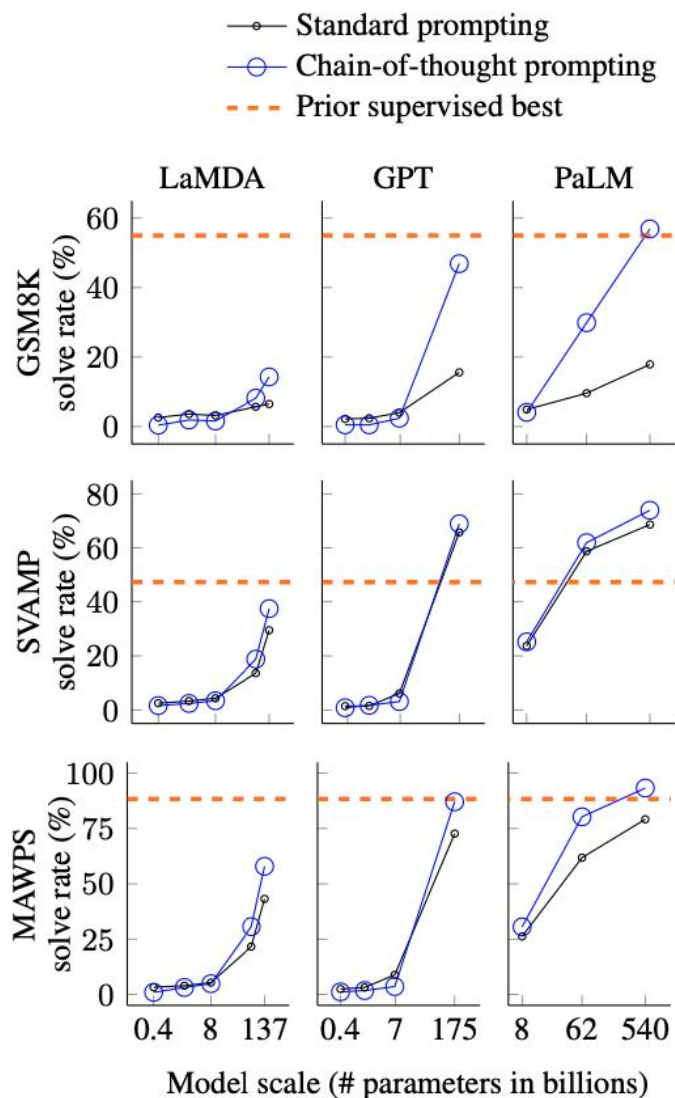 Standard prompting
Chain-of-thought prompting
Prior supervised best
LaMDA GPT PaLM
GSM8K
solve rate (%)
60
40
20
0
SVAMP
solve rate (%)
80
60
40
20
0
MAWPS
solve rate (%)
100
75
50
25
0
0.4 8 137 0.4 7 175 8 62 540
Model scale (# parameters in billions)